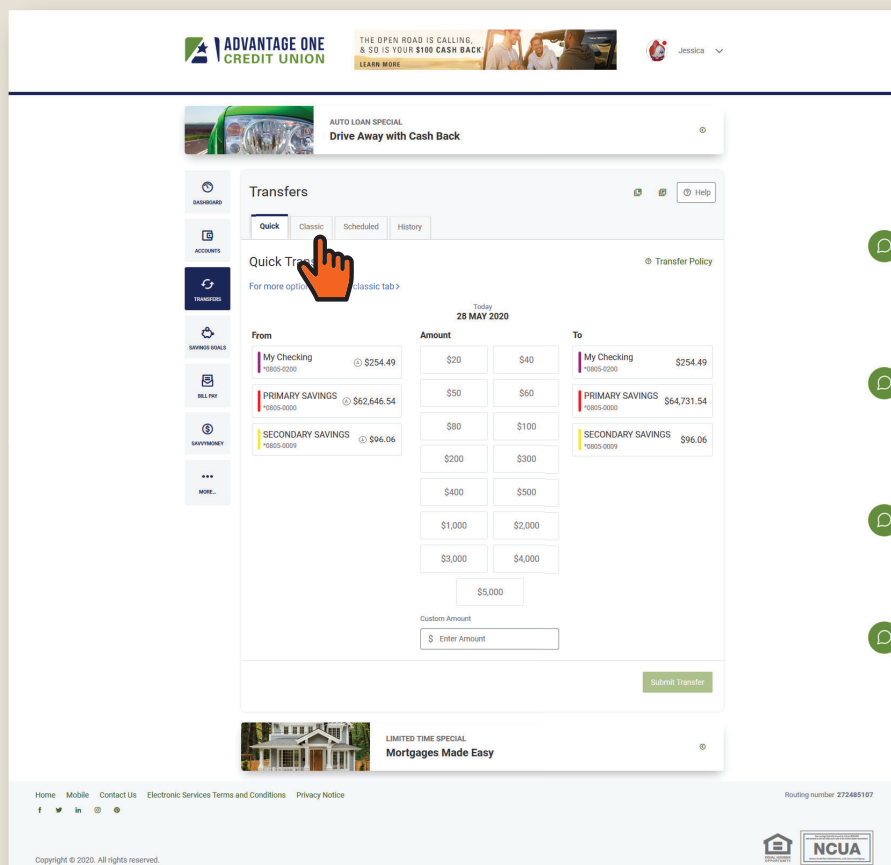 ADVANTAGE ONE
CREDIT UNION
THE OPEN ROAD IS CALLING,
& SO IS YOUR $100 CASH BACK
LEARN MORE
Jessica
AUTO LOAN SPECIAL
Drive Away with Cash Back
DASHBOARD
ACCOUNTS
TRANSFERS
SAVINGS GOALS
BILL PAY
SAVVYMONEY
MORE...
Transfers
Help
Quick Classic Scheduled History
Quick
Transfer Policy
For more classic tab >
Today
28 MAY 2020
From Amount To
My Checking
*0805-0200
$254.49
PRIMARY SAVINGS
*0805-0000
$62,646.54
SECONDARY SAVINGS
*0805-0009
$96.06
$20 $40
$50 $60
$80 $100
$200 $300
$400 $500
$1,000 $2,000
$3,000 $4,000
$5,000
Custom Amount
$ Enter Amount
My Checking
*0805-0200
$254.49
PRIMARY SAVINGS
*0805-0000
$64,731.54
SECONDARY SAVINGS
*0805-0009
$96.06
Submit Transfer
LIMITED TIME SPECIAL
Mortgages Made Easy
Home Mobile Contact Us Electronic Services Terms and Conditions Privacy Notice
Routing number 272485107
Copyright © 2020. All rights reserved.
EQUAL HOUSING
OPPORTUNITY
NCUA